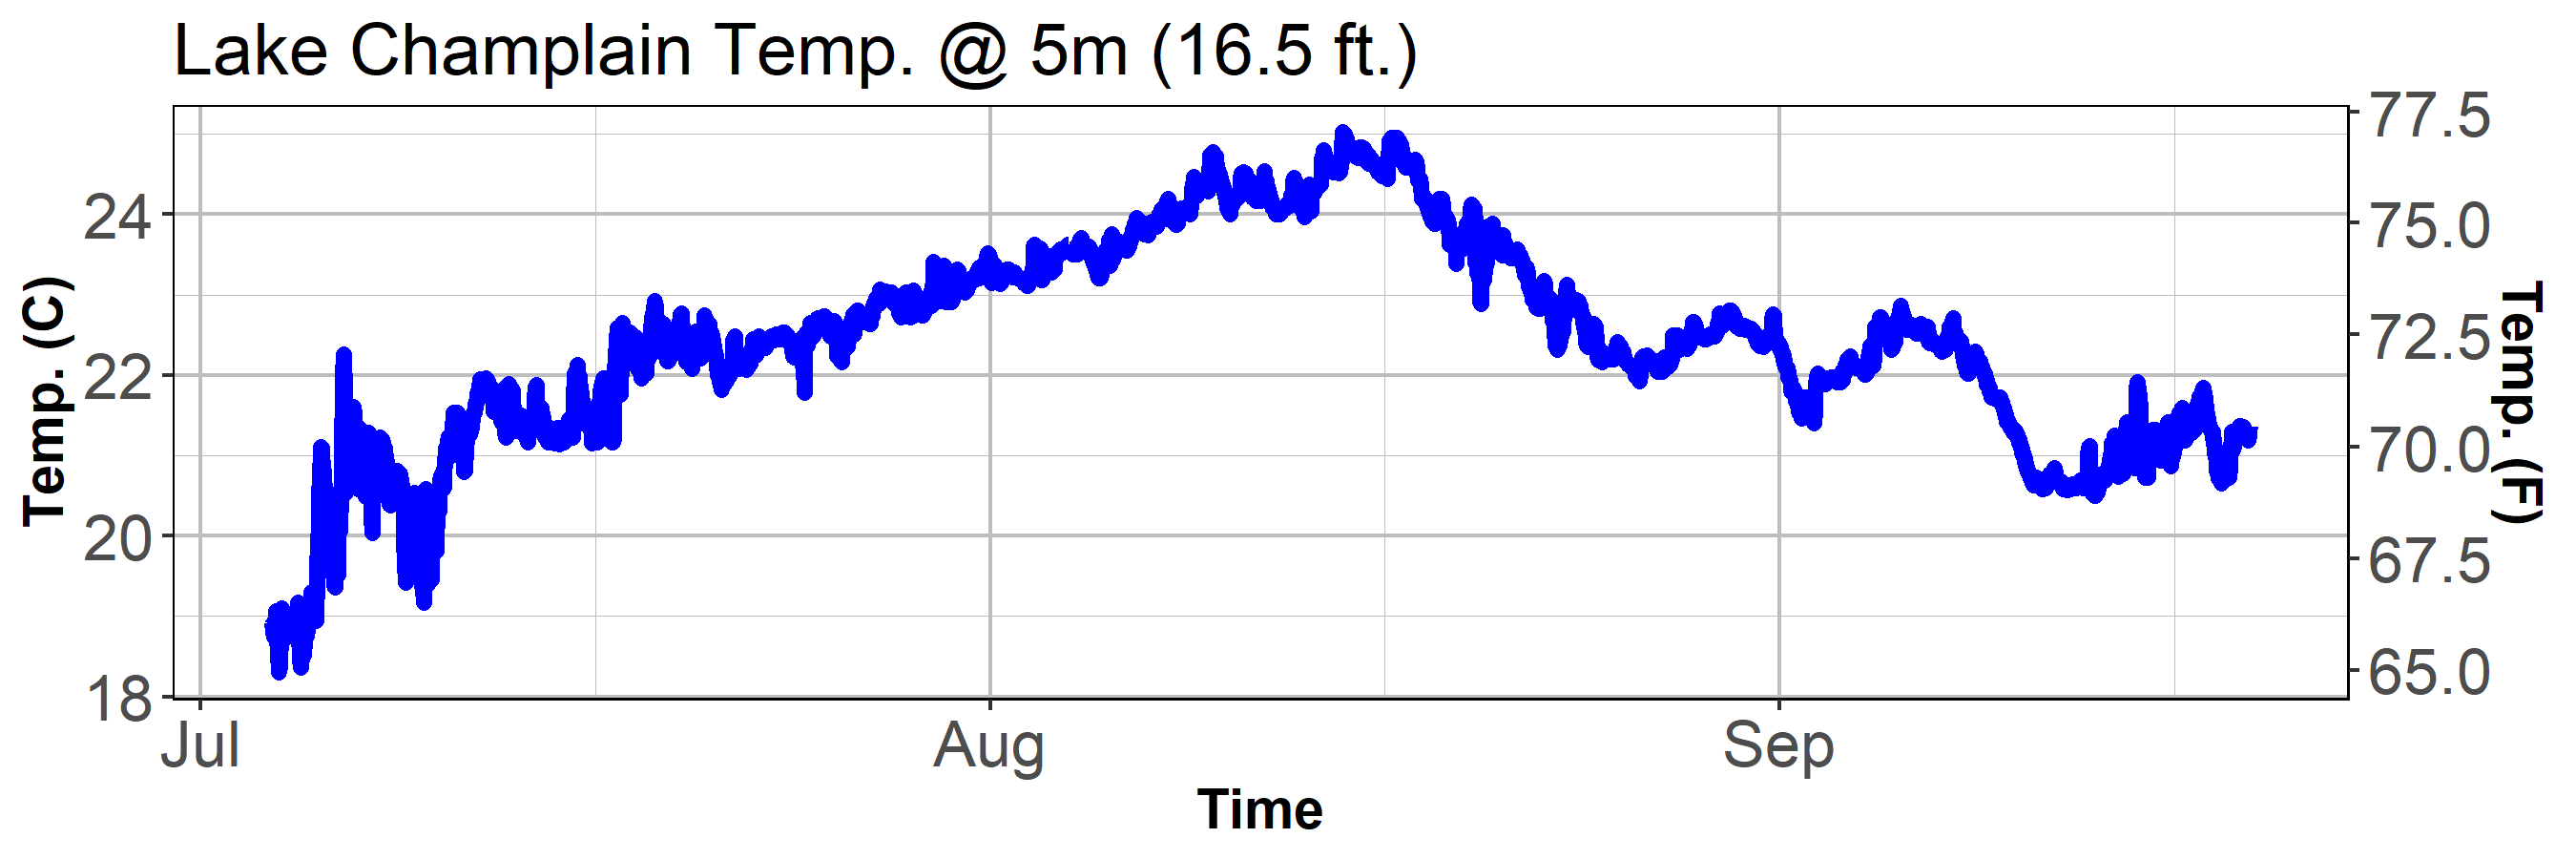 Lake Champlain Temp. @ 5m (16.5 ft.)
Temp. (C)
24
22
20
18
77.5
75.0
72.5
70.0
67.5
65.0
Temp. (F)
Jul Aug Sep
Time